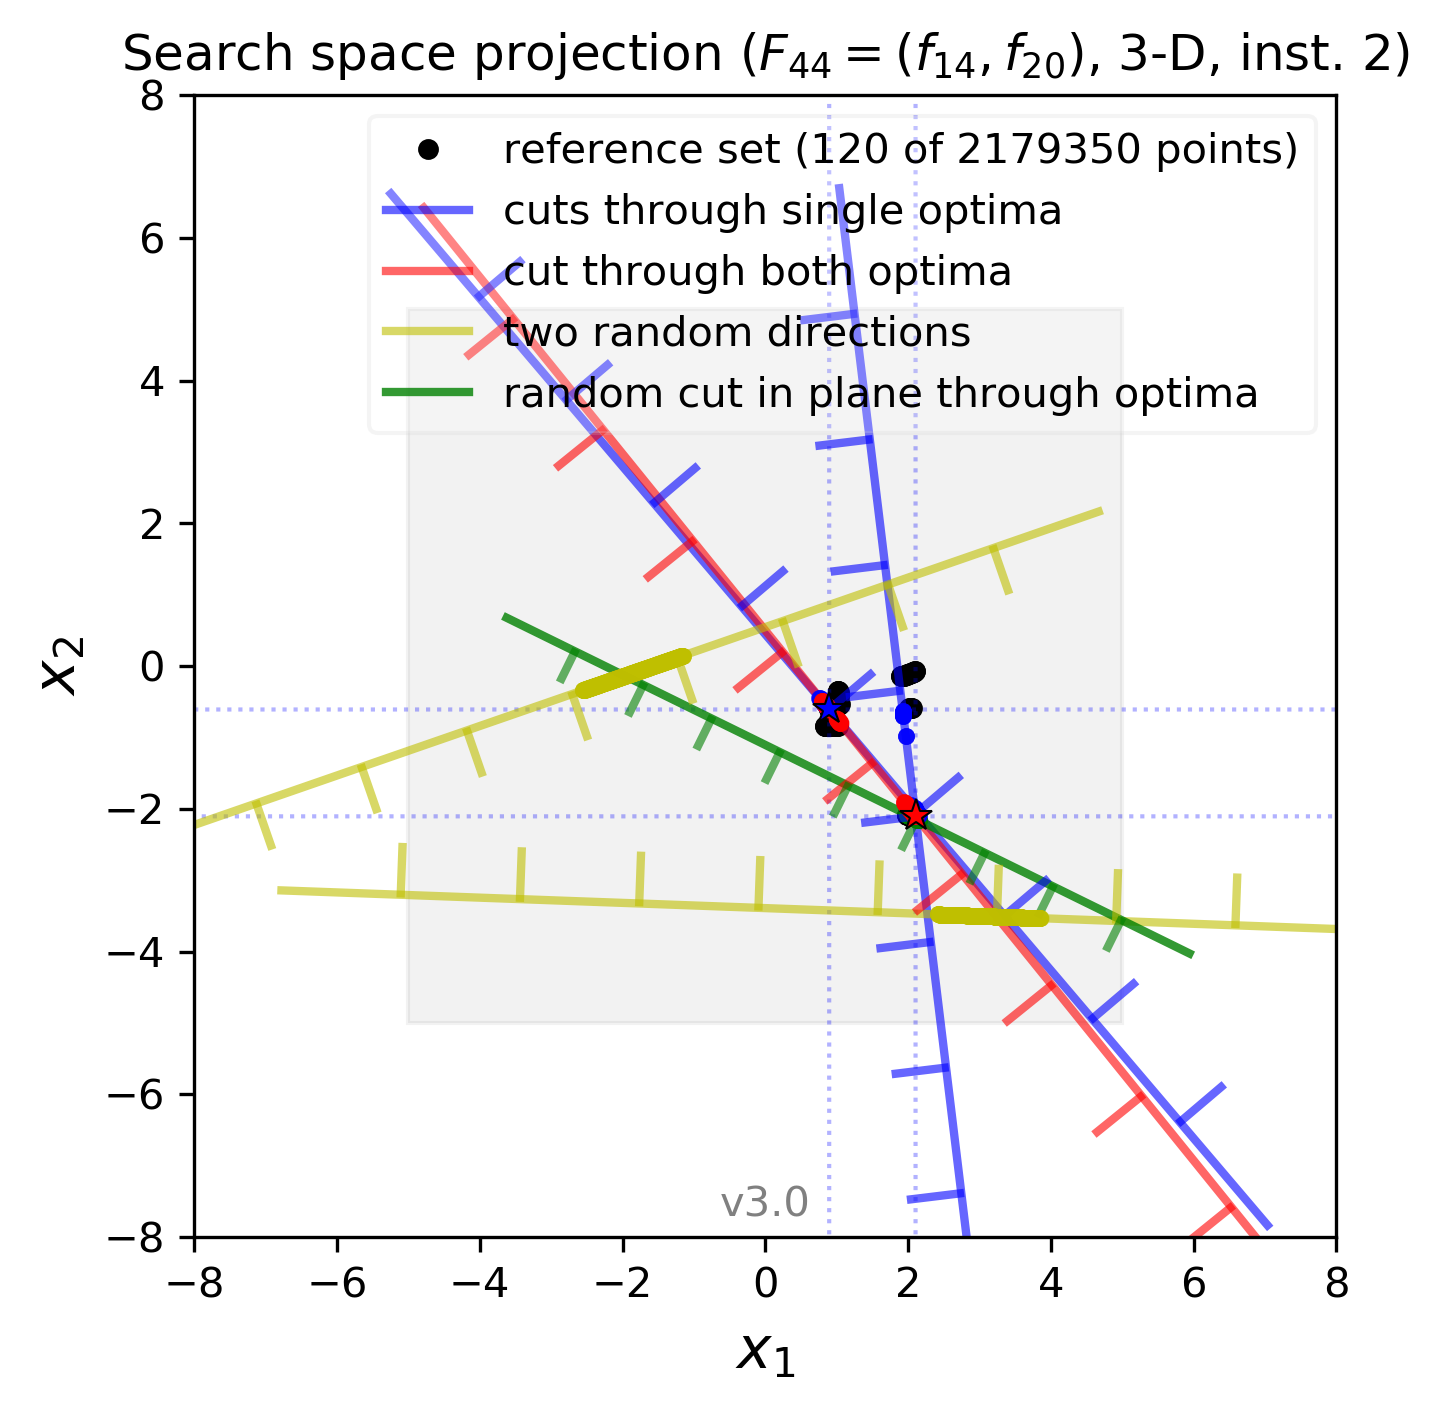 Search space projection (F44 = (f14, f20), 3-D, inst. 2)
reference set (120 of 2179350 points)
cuts through single optima
cut through both optima
two random directions
random cut in plane through optima
8
6
4
2
0
−2
−4
−6
−8
x2
v3.0
−8 −6 −4 −2 0 2 4 6 8
x1